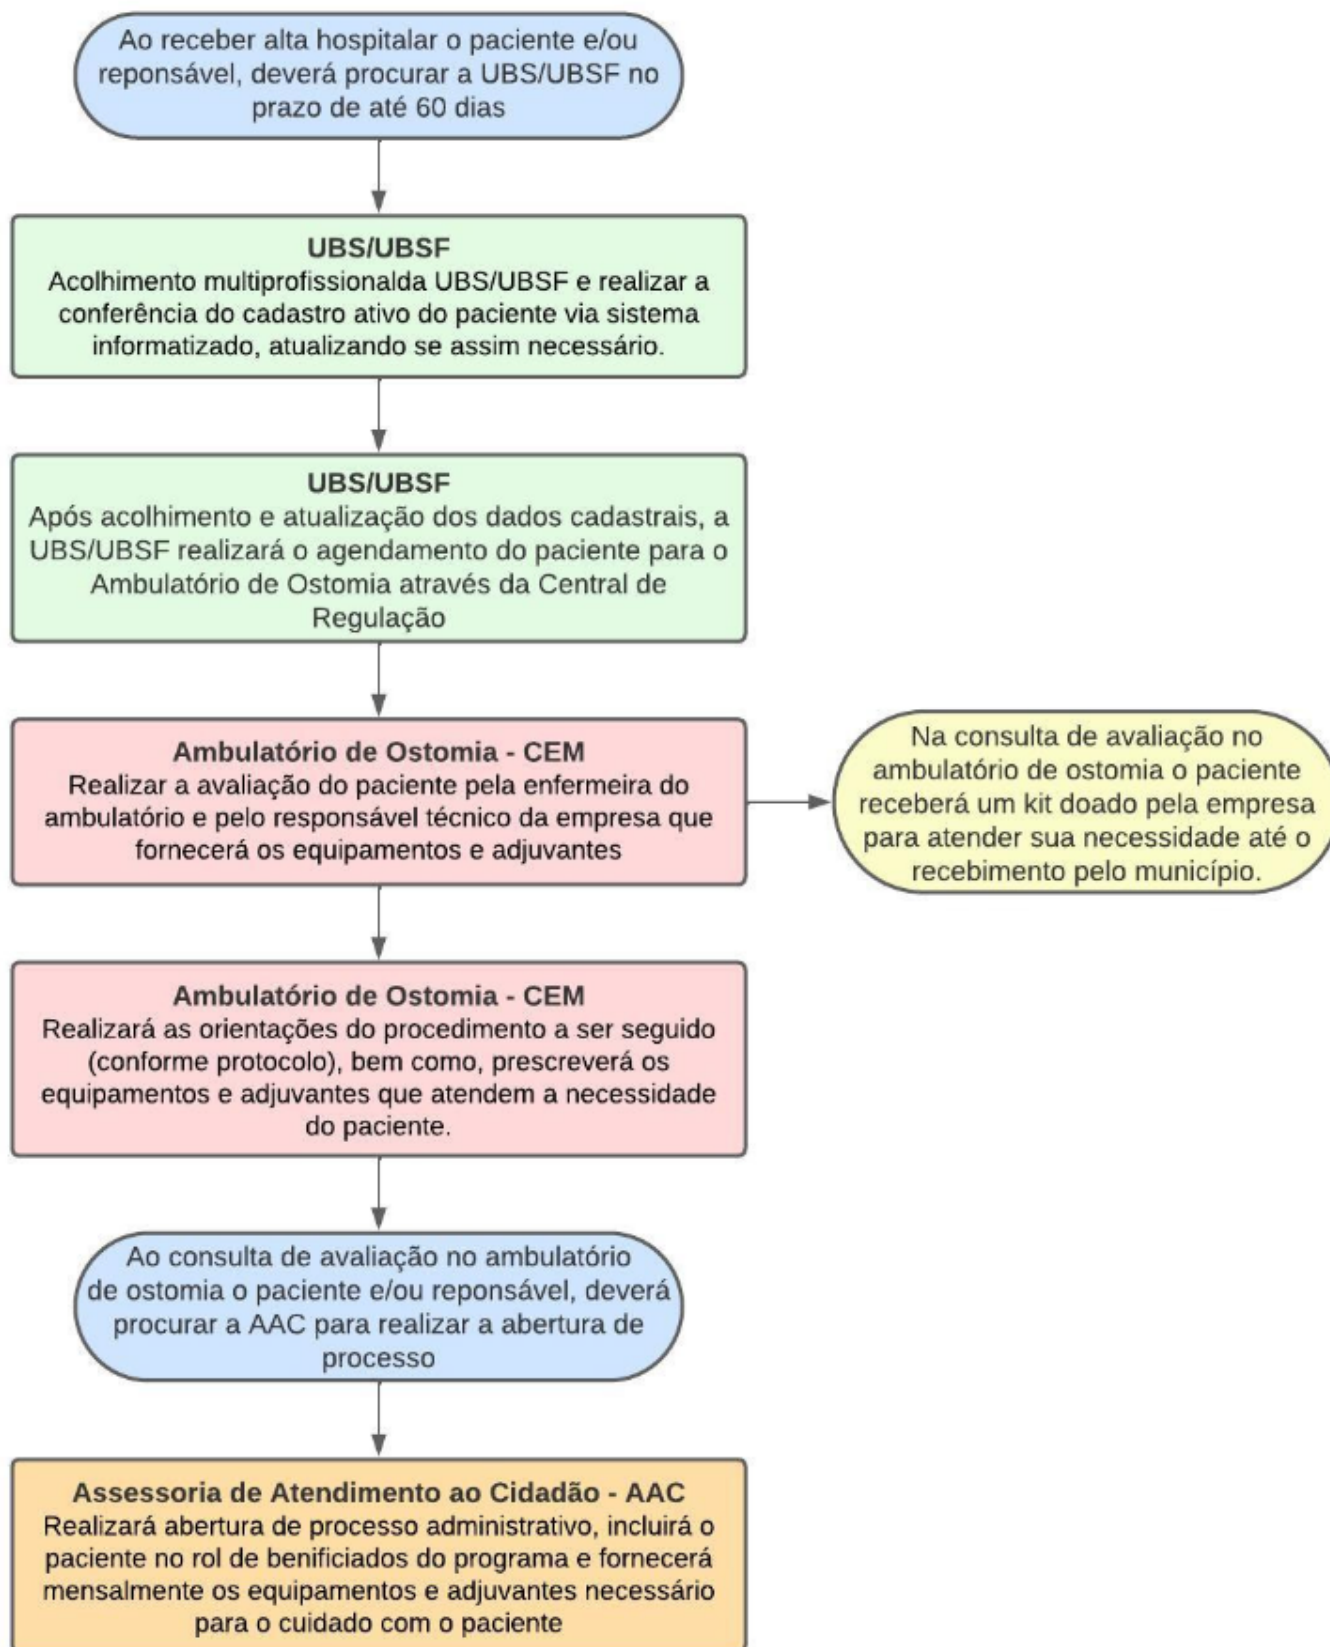 Ao receber alta hospitalar o paciente e/ou
reponsável, deverá procurar a UBS/UBSF no
prazo de até 60 dias
UBS/UBSF
Acolhimento multiprofissionalda UBS/UBSF e realizar a
conferência do cadastro ativo do paciente via sistema
informatizado, atualizando se assim necessário.
UBS/UBSF
Após acolhimento e atualização dos dados cadastrais, a
UBS/UBSF realizará o agendamento do paciente para o
Ambulatório de Ostomia através da Central de
Regulação
Ambulatório de Ostomia - CEM
Realizar a avaliação do paciente pela enfermeira do
ambulatório e pelo responsável técnico da empresa que
fornecerá os equipamentos e adjuvantes
Na consulta de avaliação no
ambulatório de ostomia o paciente
receberá um kit doado pela empresa
para atender sua necessidade até o
recebimento pelo município.
Ambulatório de Ostomia - CEM
Realizará as orientações do procedimento a ser seguido
(conforme protocolo), bem como, prescreverá os
equipamentos e adjuvantes que atendem a necessidade
do paciente.
Ao consulta de avaliação no ambulatório
de ostomia o paciente e/ou reponsável, deverá
procurar a AAC para realizar a abertura de
processo
Assessoria de Atendimento ao Cidadão - AAC
Realizará abertura de processo administrativo, incluirá o
paciente no rol de benificiados do programa e fornecerá
mensalmente os equipamentos e adjuvantes necessário
para o cuidado com o paciente